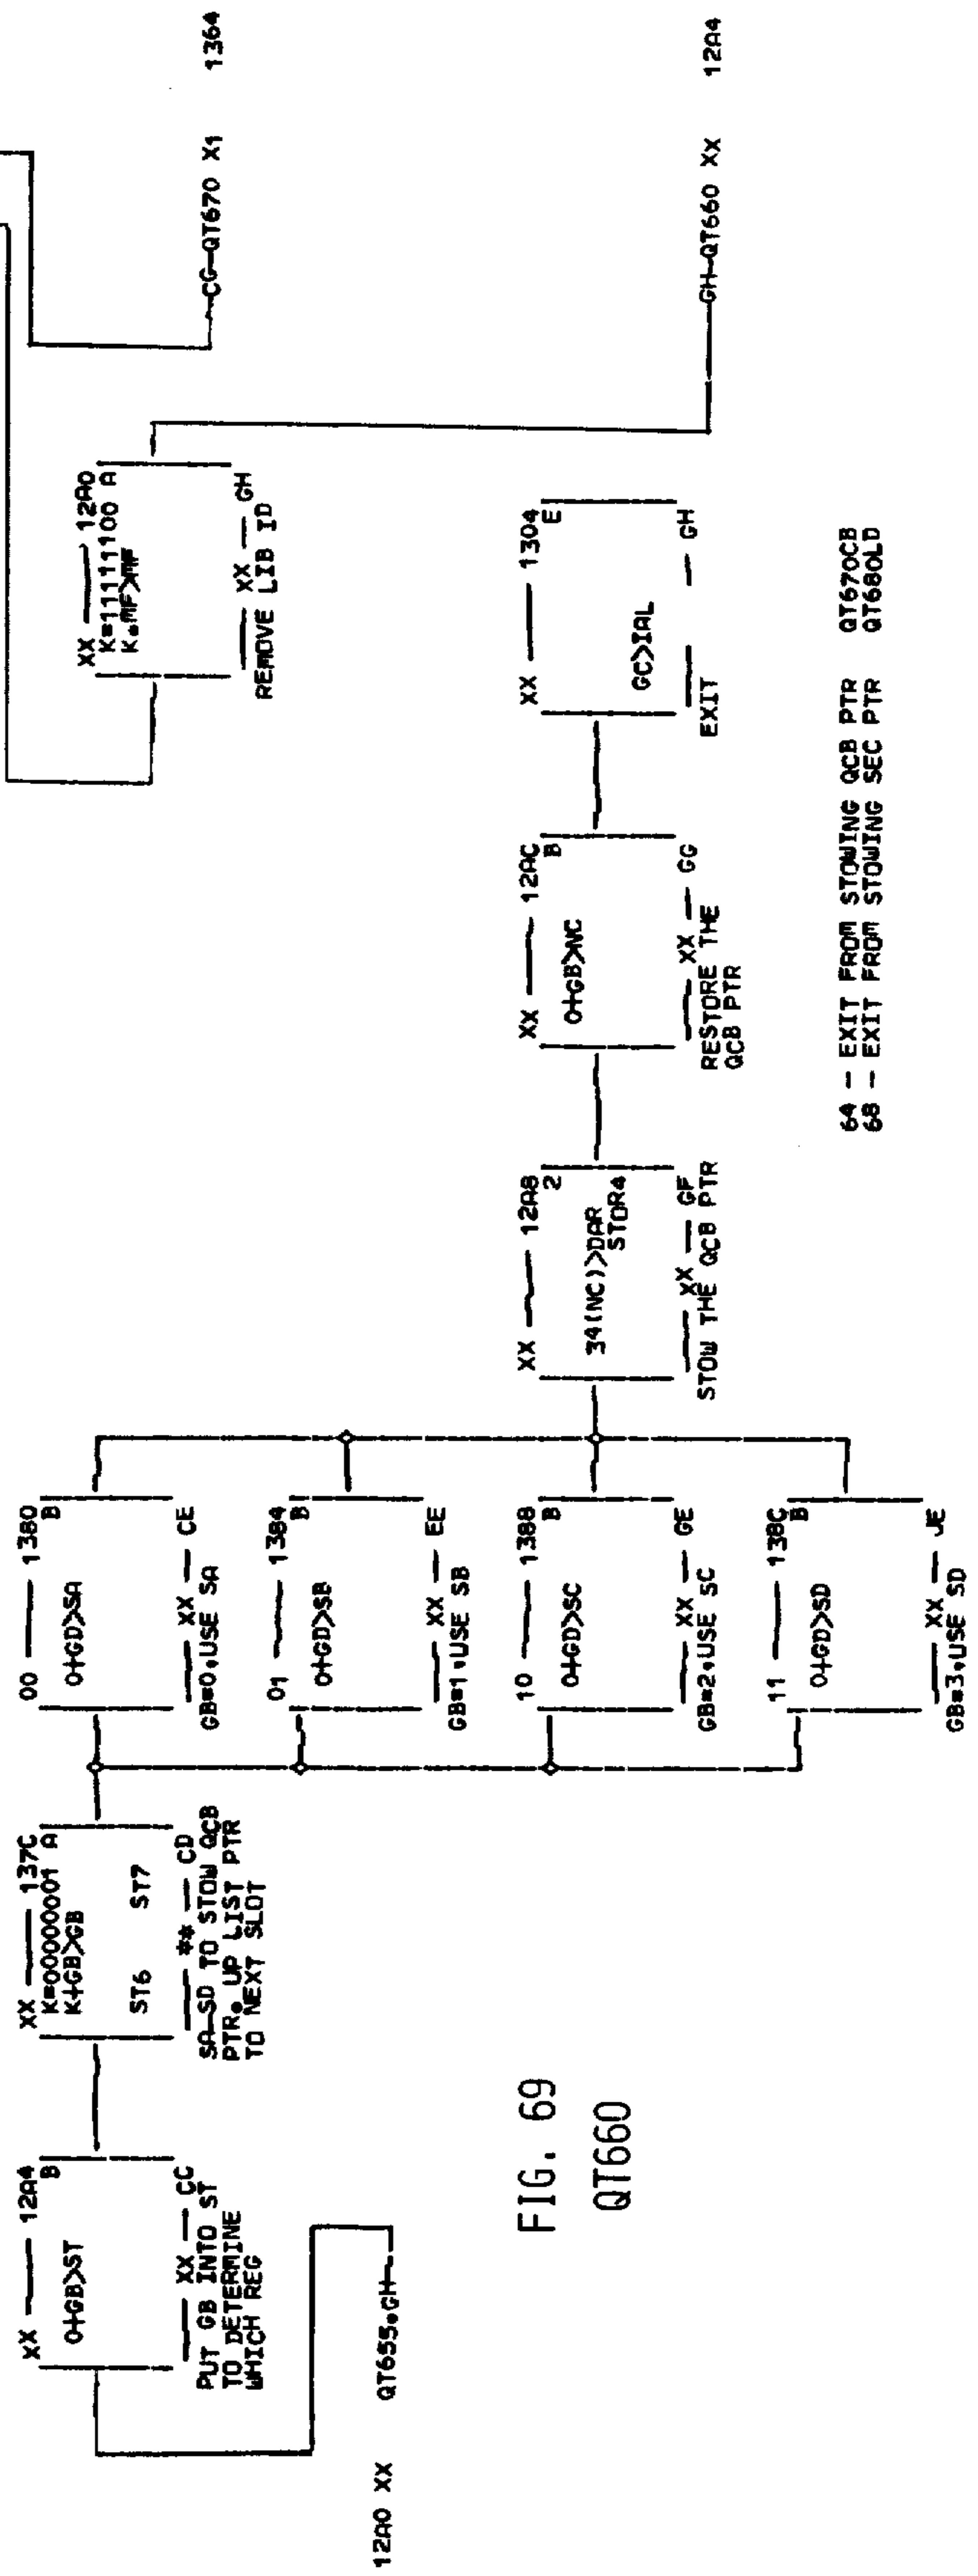 XX 12A4
B
0+GB>ST
XX CC
PUT GB INTO ST
TO DETERMINE
WHICH REG
12A0 XX QT655.GH
XX 137C
K=00000001 A
K+GB>GB
ST6 ST7
** CD
SA-SD TO STOW QCB
PTR. UP LIST PTR
TO NEXT SLOT
00 1380
B
0+GD>SA
XX CE
GB=0,USE SA
01 1384
B
0+GD>SB
XX EE
GB=1,USE SB
10 1388
B
0+GD>SC
XX GE
GB=2,USE SC
11 138C
B
0+GD>SD
XX JE
GB=3,USE SD
XX 12A8
2
34(NC)>DAR
STOR4
XX GF
STOW THE QCB PTR
XX 12AC
B
0+GB>NC
XX GG
RESTORE THE
QCB PTR
XX 1304
E
GC>IAL
GH
EXIT
XX 12A0
K=11111100 A
K.MF>MF
XX GH
REMOVE LIB ID
CG-QT670 X1 1364
GH-QT660 XX 12A4
64 -- EXIT FROM STOWING QCB PTR QT670CB
68 -- EXIT FROM STOWING SEC PTR QT680LD
FIG. 69
QT660